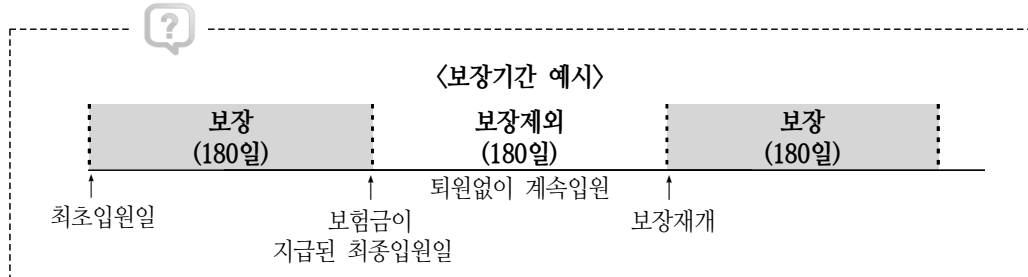 ?
〈보장기간 예시〉
보장 보장제외 보장
(180일) (180일) (180일)
퇴원없이 계속입원
최초입원일 보험금이 보장재개
지급된 최종입원일